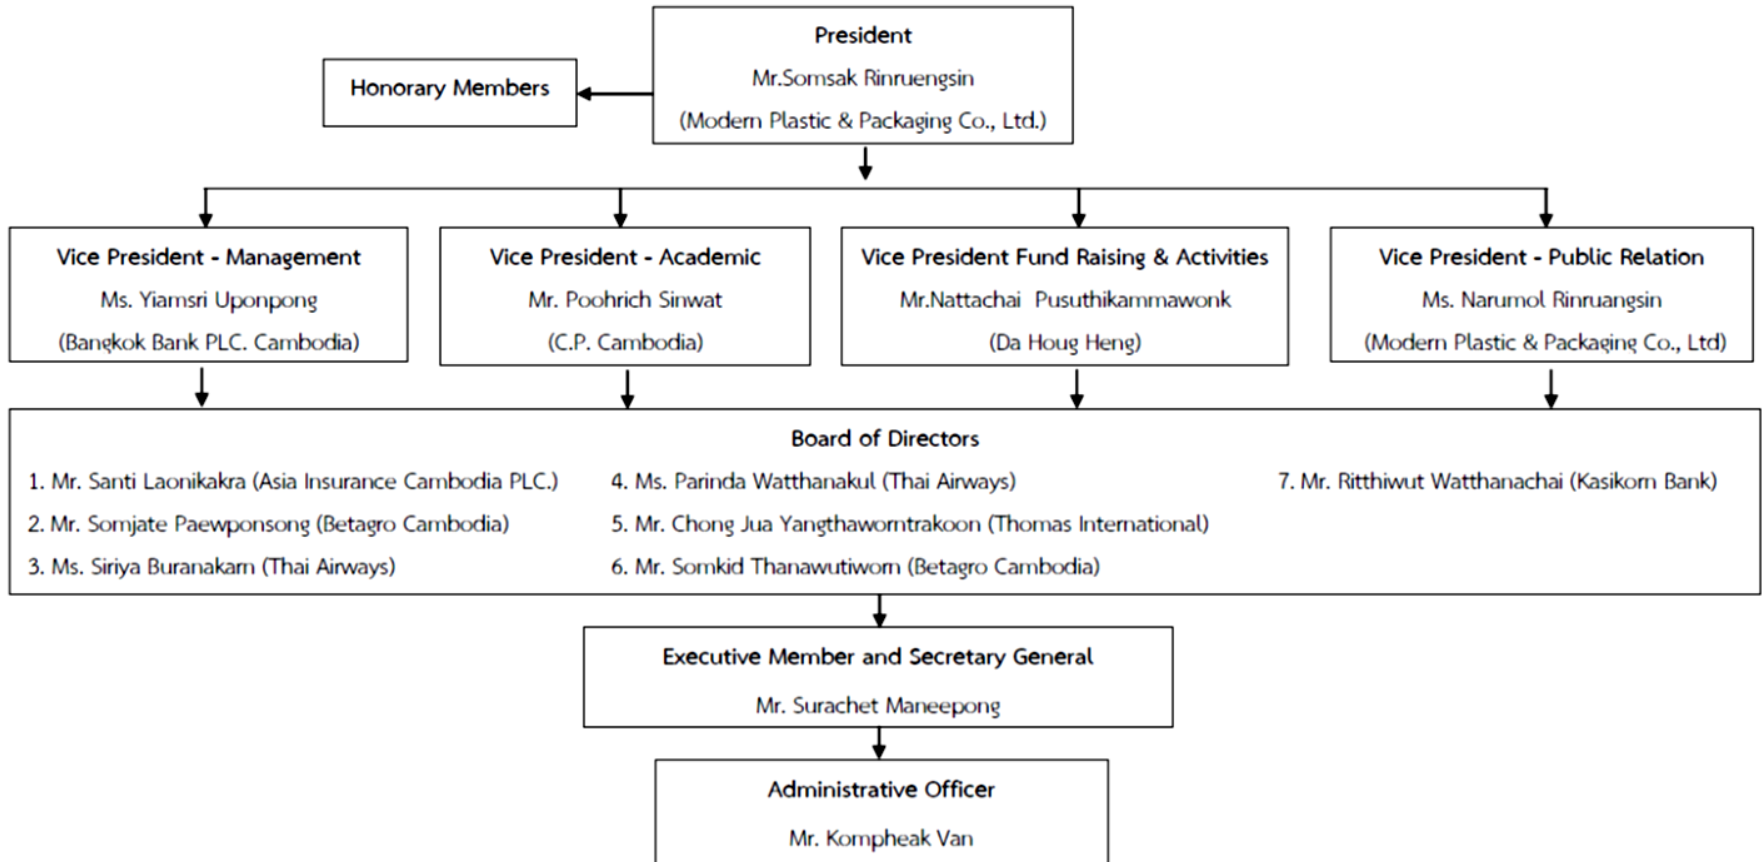 President
Mr.Somsak Rinruengsin
(Modern Plastic & Packaging Co., Ltd.)
Honorary Members
Vice President - Management
Ms. Yiamsri Uponpong
(Bangkok Bank PLC. Cambodia)
Vice President - Academic
Mr. Poohrich Sinwat
(C.P. Cambodia)
Vice President Fund Raising & Activities
Mr.Nattachai Pusuthikammawonk
(Da Houg Heng)
Vice President - Public Relation
Ms. Narumol Rinruangsin
(Modern Plastic & Packaging Co., Ltd)
Board of Directors
1. Mr. Santi Laonikakra (Asia Insurance Cambodia PLC.)
2. Mr. Somjate Paewponsong (Betagro Cambodia)
3. Ms. Siriya Buranakarn (Thai Airways)
4. Ms. Parinda Watthanakul (Thai Airways)
5. Mr. Chong Jua Yangthaworntrakoon (Thomas International)
6. Mr. Somkid Thanawutiworn (Betagro Cambodia)
7. Mr. Ritthiwut Watthanachai (Kasikorn Bank)
Executive Member and Secretary General
Mr. Surachet Maneepong
Administrative Officer
Mr. Kompheak Van